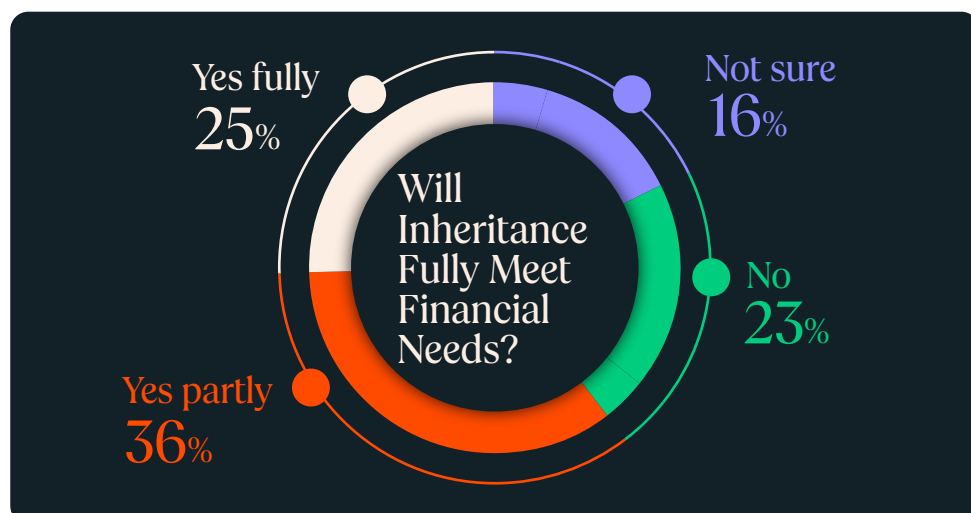 Yes fully
25%
Not sure
16%
Will
Inheritance
Fully Meet
Financial
Needs?
No
23%
Yes partly
36%